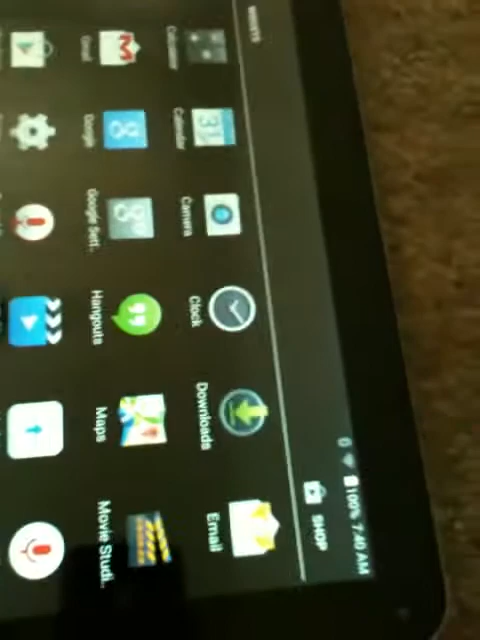 100% 7:40 AM
WIDGETS
SHOP
Calculator
Calendar
31
Camera
Clock
Downloads
Email
Gmail
Google
Google Sett..
Hangouts
Maps
Movie Studi..